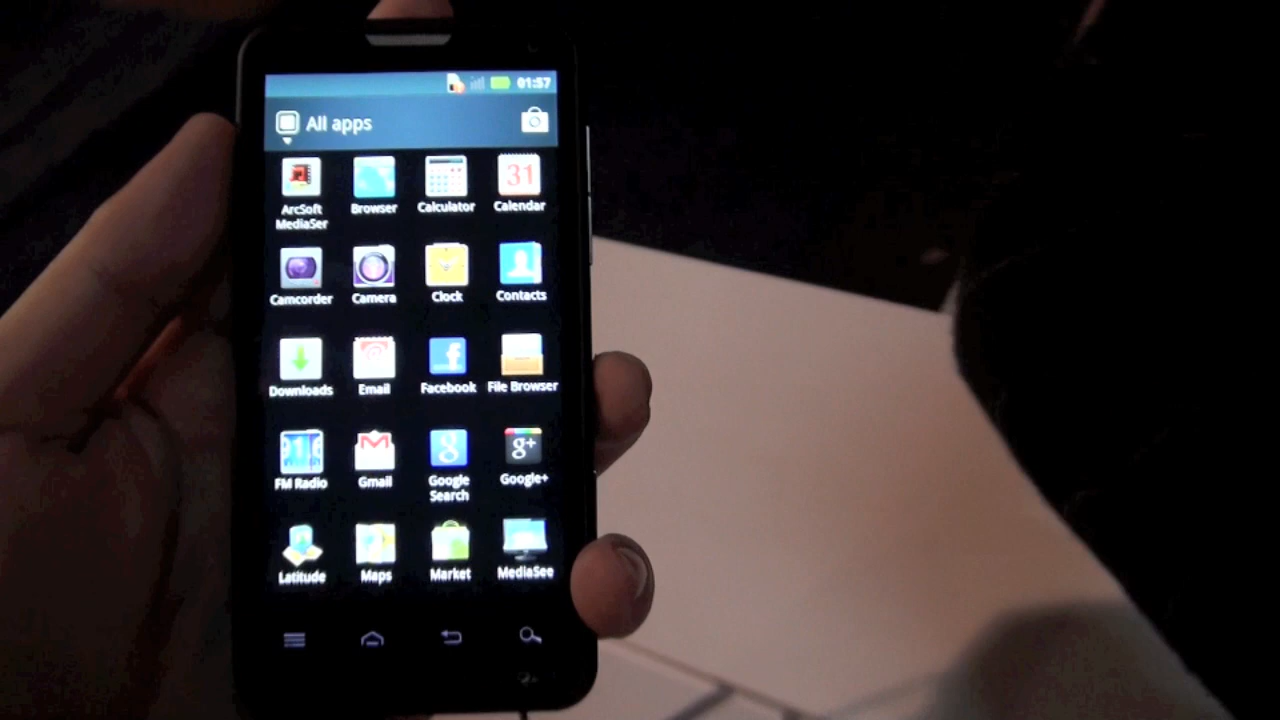 01:57
All apps
ArcSoft MediaSer
Browser
Calculator
31
Calendar
Camcorder
Camera
Clock
Contacts
Downloads
Email
f
Facebook
File Browser
1
FM Radio
M
Gmail
g
Google Search
g+
Google+
Latitude
Maps
Market
MediaSee